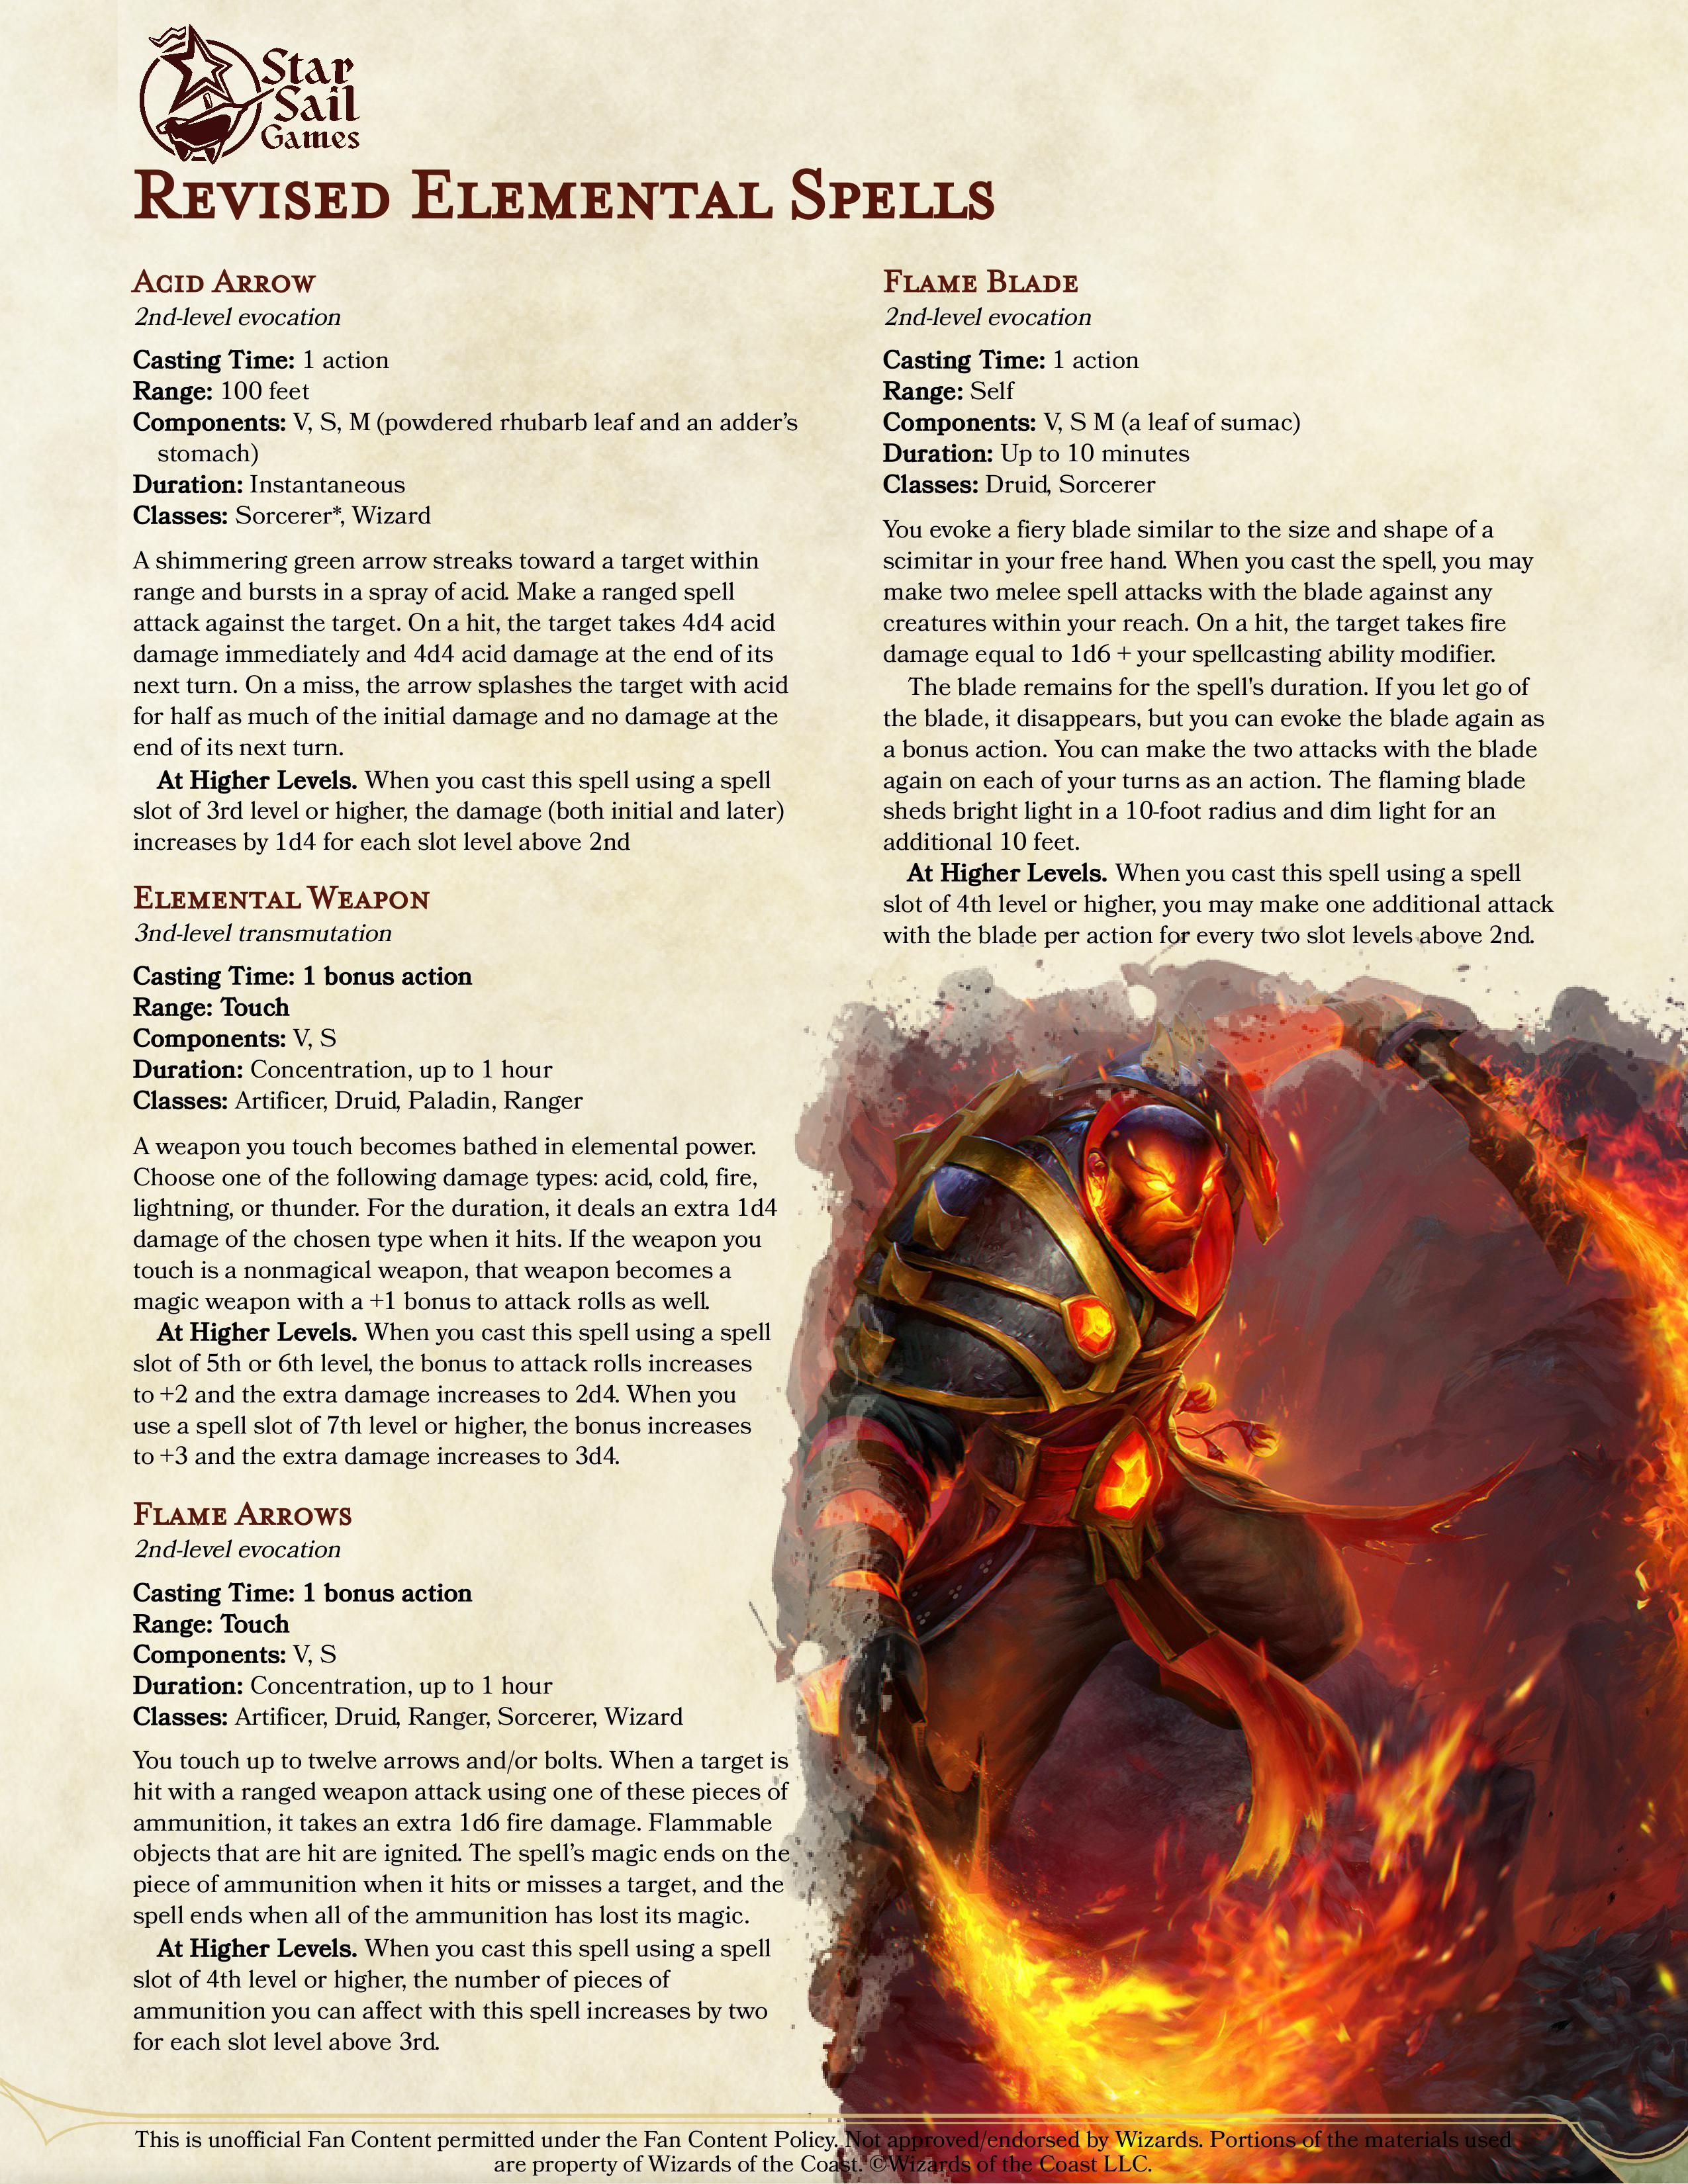 Star
Sail
Games
Revised Elemental Spells
Acid Arrow
2nd-level evocation
Casting Time: 1 action
Range: 100 feet
Components: V, S, M (powdered rhubarb leaf and an adder’s
stomach)
Duration: Instantaneous
Classes: Sorcerer*, Wizard
A shimmering green arrow streaks toward a target within
range and bursts in a spray of acid. Make a ranged spell
attack against the target. On a hit, the target takes 4d4 acid
damage immediately and 4d4 acid damage at the end of its
next turn. On a miss, the arrow splashes the target with acid
for half as much of the initial damage and no damage at the
end of its next turn.
At Higher Levels. When you cast this spell using a spell
slot of 3rd level or higher, the damage (both initial and later)
increases by 1d4 for each slot level above 2nd
Elemental Weapon
3nd-level transmutation
Casting Time: 1 bonus action
Range: Touch
Components: V, S
Duration: Concentration, up to 1 hour
Classes: Artificer, Druid, Paladin, Ranger
A weapon you touch becomes bathed in elemental power.
Choose one of the following damage types: acid, cold, fire,
lightning, or thunder. For the duration, it deals an extra 1d4
damage of the chosen type when it hits. If the weapon you
touch is a nonmagical weapon, that weapon becomes a
magic weapon with a +1 bonus to attack rolls as well.
At Higher Levels. When you cast this spell using a spell
slot of 5th or 6th level, the bonus to attack rolls increases
to +2 and the extra damage increases to 2d4. When you
use a spell slot of 7th level or higher, the bonus increases
to +3 and the extra damage increases to 3d4.
Flame Arrows
2nd-level evocation
Casting Time: 1 bonus action
Range: Touch
Components: V, S
Duration: Concentration, up to 1 hour
Classes: Artificer, Druid, Ranger, Sorcerer, Wizard
You touch up to twelve arrows and/or bolts. When a target is
hit with a ranged weapon attack using one of these pieces of
ammunition, it takes an extra 1d6 fire damage. Flammable
objects that are hit are ignited. The spell’s magic ends on the
piece of ammunition when it hits or misses a target, and the
spell ends when all of the ammunition has lost its magic.
At Higher Levels. When you cast this spell using a spell
slot of 4th level or higher, the number of pieces of
ammunition you can affect with this spell increases by two
for each slot level above 3rd.
Flame Blade
2nd-level evocation
Casting Time: 1 action
Range: Self
Components: V, S M (a leaf of sumac)
Duration: Up to 10 minutes
Classes: Druid, Sorcerer
You evoke a fiery blade similar to the size and shape of a
scimitar in your free hand. When you cast the spell, you may
make two melee spell attacks with the blade against any
creatures within your reach. On a hit, the target takes fire
damage equal to 1d6 + your spellcasting ability modifier.
The blade remains for the spell's duration. If you let go of
the blade, it disappears, but you can evoke the blade again as
a bonus action. You can make the two attacks with the blade
again on each of your turns as an action. The flaming blade
sheds bright light in a 10-foot radius and dim light for an
additional 10 feet.
At Higher Levels. When you cast this spell using a spell
slot of 4th level or higher, you may make one additional attack
with the blade per action for every two slot levels above 2nd.
This is unofficial Fan Content permitted under the Fan Content Policy. Not approved/endorsed by Wizards. Portions of the materials used
are property of Wizards of the Coast. ©Wizards of the Coast LLC.